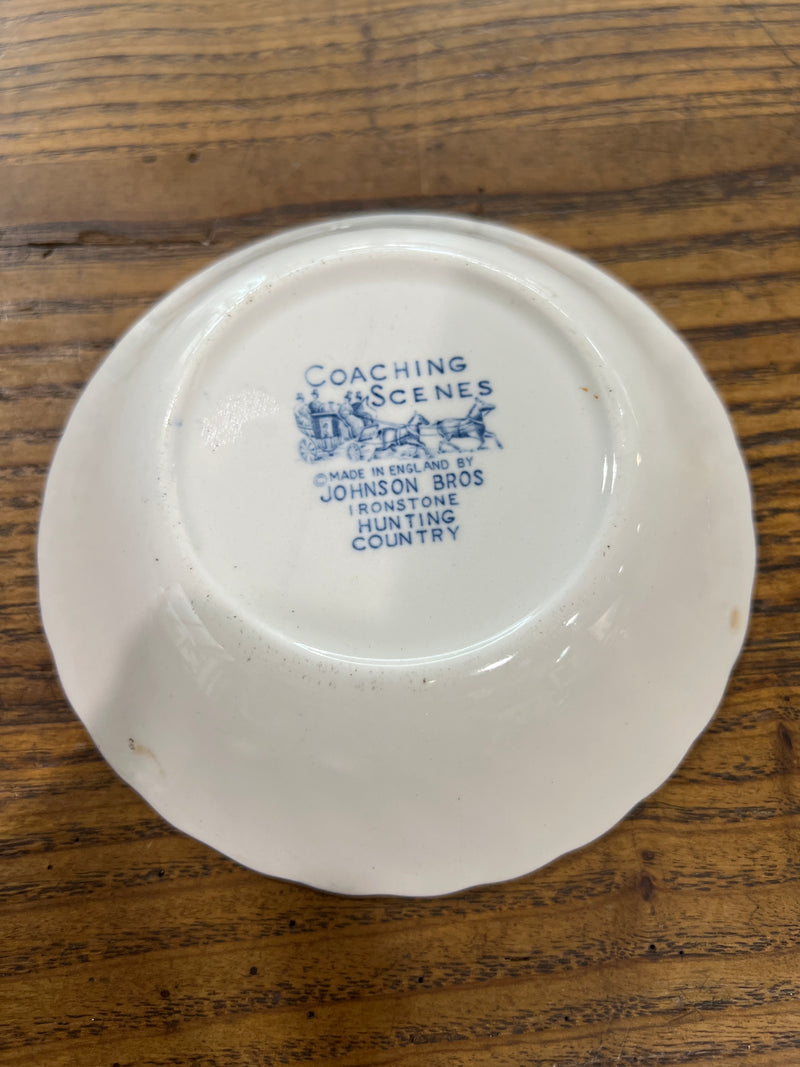 COACHING
SCENES
© MADE IN ENGLAND BY
JOHNSON BROS
IRONSTONE
HUNTING
COUNTRY